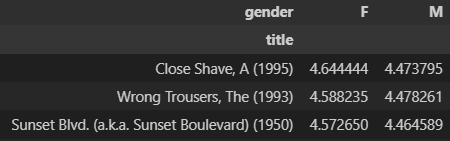 gender F M
title
Close Shave, A (1995) 4.644444 4.473795
Wrong Trousers, The (1993) 4.588235 4.478261
Sunset Blvd. (a.k.a. Sunset Boulevard) (1950) 4.572650 4.464589